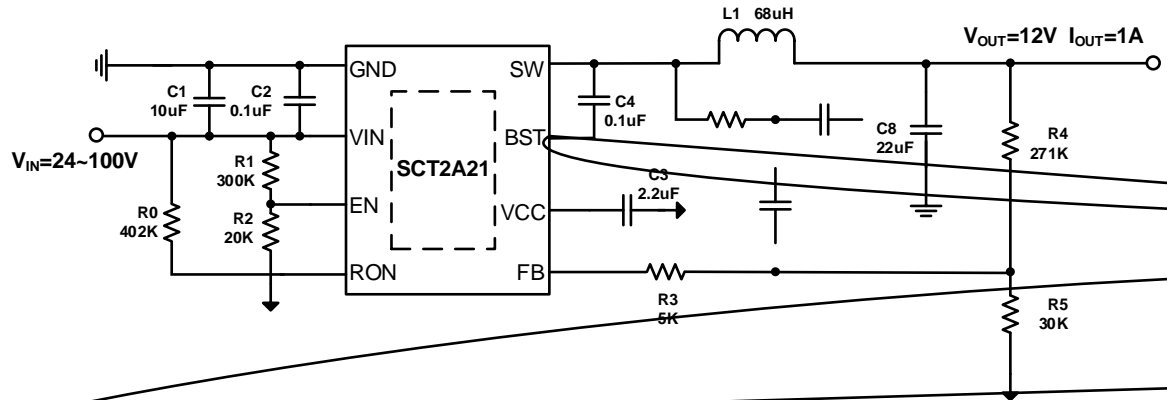 L1 68uH
VOUT=12V IOUT=1A
GND
SW
C1
10uF
C2
0.1uF
C4
0.1uF
VIN
BST
VIN=24~100V
R1
300K
SCT2A21
C8
22uF
R4
271K
C3
2.2uF
EN
VCC
R0
402K
R2
20K
RON
FB
R3
5K
R5
30K